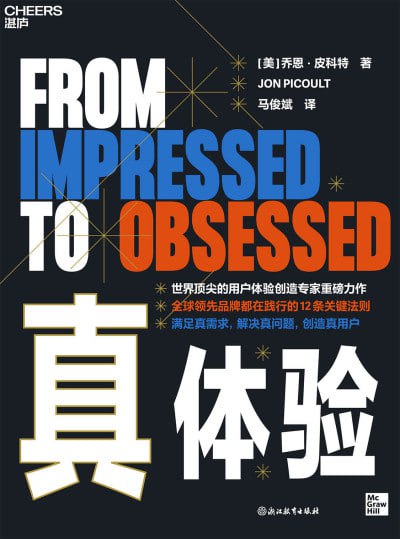 CHEERS
湛庐
[美]乔恩·皮科特 著
JON PICOULT
马俊斌 译
FROM
IMPRESSED
TO OBSESSED
世界顶尖的用户体验创造专家重磅力作
全球领先品牌都在践行的12条关键法则
满足真需求,解决真问题,创造真用户
真体验
浙江教育出版社
Mc
Graw
Hill